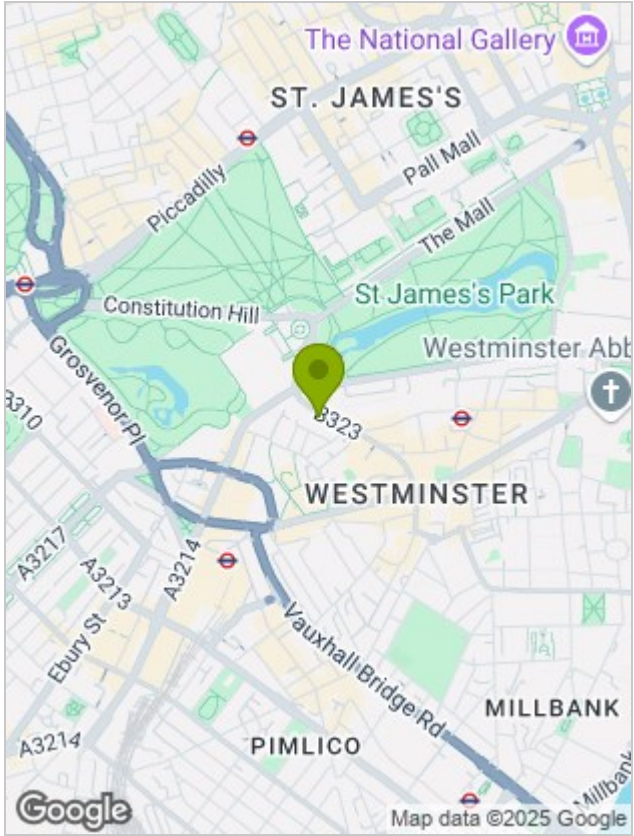 The National Gallery
ST. JAMES'S
Pall Mall
Piccadilly
The Mall
Constitution Hill
St James's Park
Westminster Abb
Grosvenor Pl
B310
B323
WESTMINSTER
A3217
A3214
A3213
Ebury St
Vauxhall Bridge Rd
MILLBANK
A3214
PIMLICO
Millbank
Google
Map data ©2025 Google